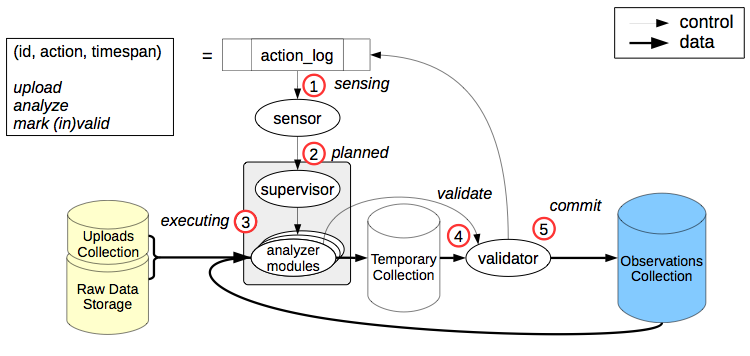 control
data
(id, action, timespan)
upload
analyze
mark (in)valid
=
action_log
1 sensing
sensor
2 planned
supervisor
executing 3
analyzer
modules
validate
4
5
commit
validator
Uploads
Collection
Raw Data
Storage
Temporary
Collection
Observations
Collection